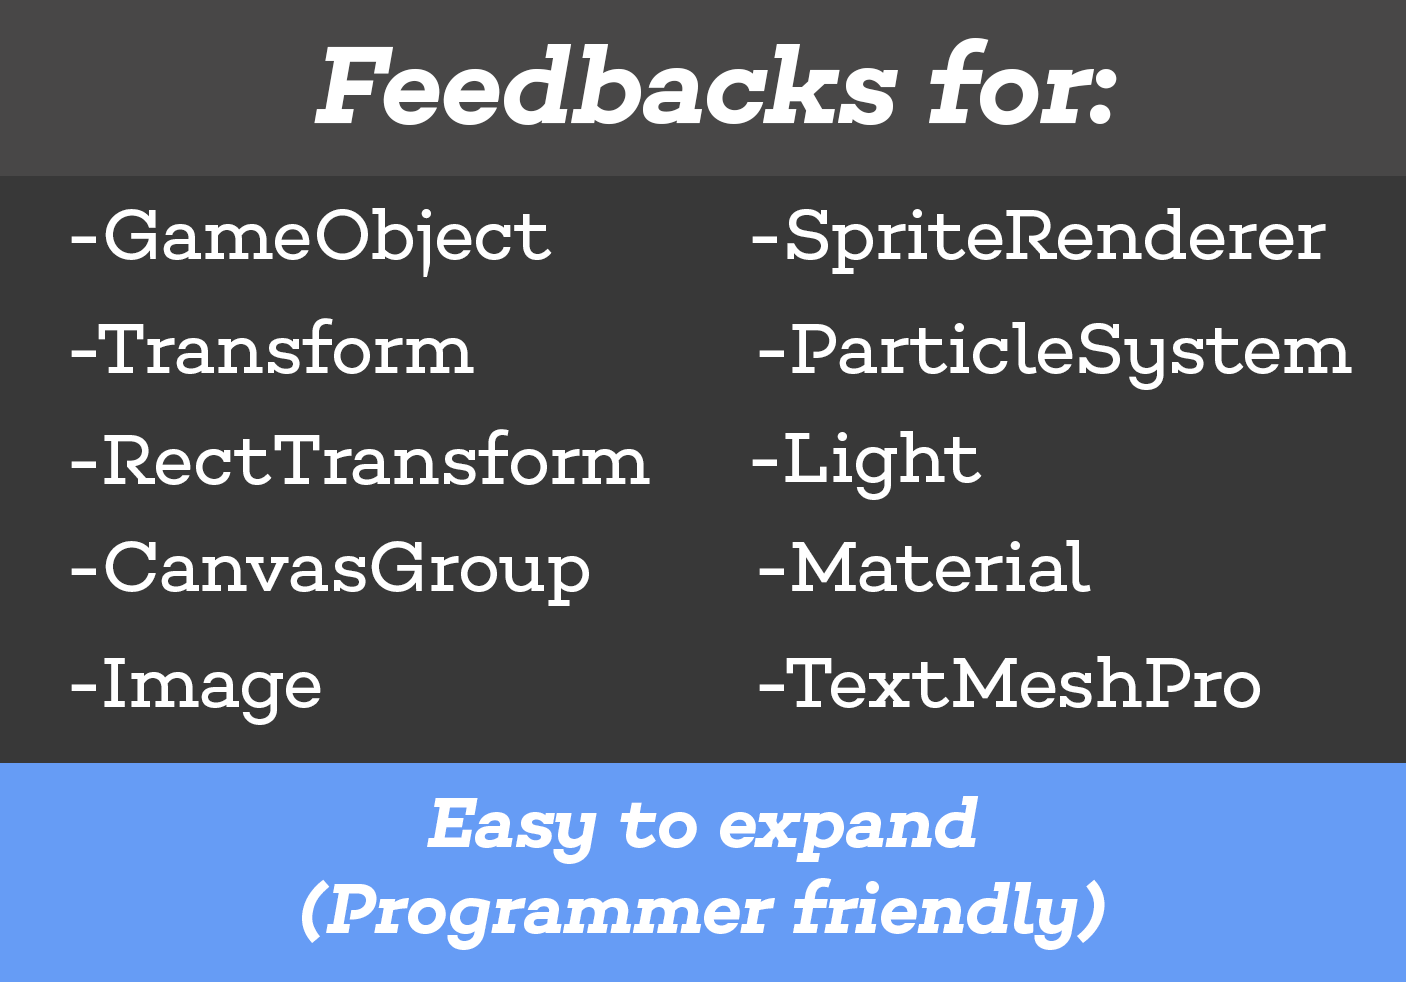 Feedbacks for:
-GameObject
-Transform
-RectTransform
-CanvasGroup
-Image
-SpriteRenderer
-ParticleSystem
-Light
-Material
-TextMeshPro
Easy to expand
(Programmer friendly)